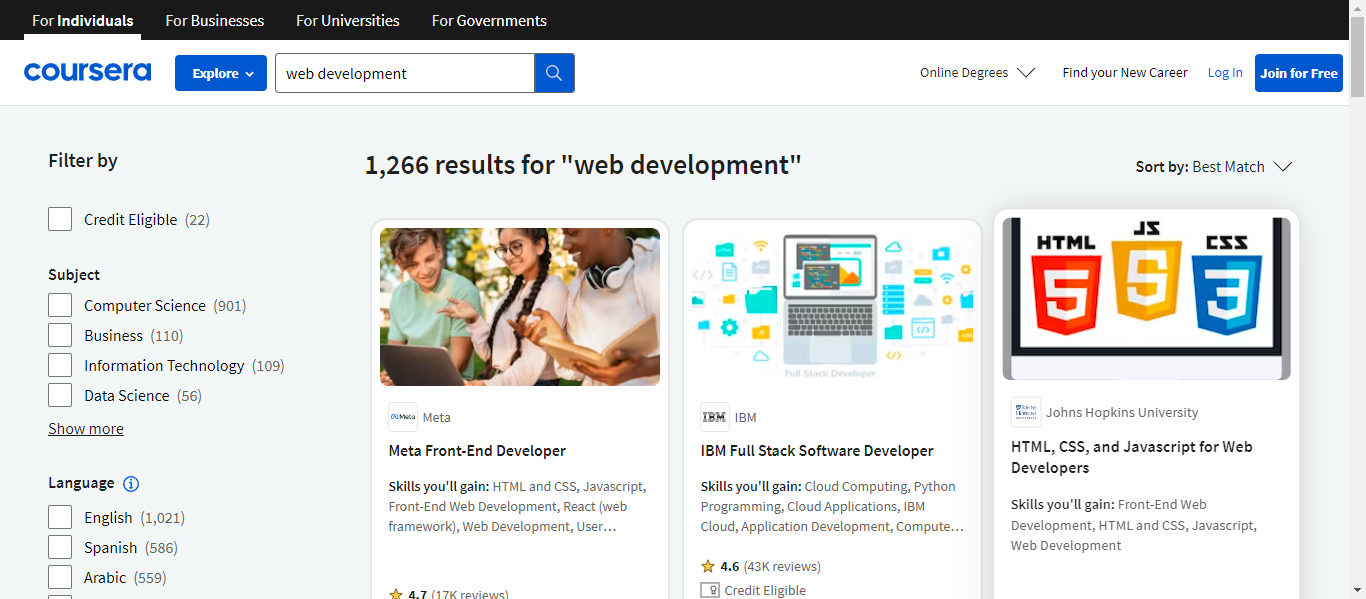 For Individuals
For Businesses
For Universities
For Governments
coursera
Explore
web development
Online Degrees
Find your New Career
Log In
Join for Free
Filter by
Credit Eligible (22)
Subject
Computer Science (901)
Business (110)
Information Technology (109)
Data Science (56)
Show more
Language
English (1,021)
Spanish (586)
Arabic (559)
1,266 results for "web development"
Sort by: Best Match
Meta
Meta
Meta Front-End Developer
Skills you'll gain: HTML and CSS, Javascript,
Front-End Web Development, React (web
framework), Web Development, User…
4.7 (17K reviews)
Full Stack Developer
IBM
IBM
IBM Full Stack Software Developer
Skills you'll gain: Cloud Computing, Python
Programming, Cloud Applications, IBM
Cloud, Application Development, Compute…
4.6 (43K reviews)
Credit Eligible
HTML
JS
CSS
5
5
3
JOHNS HOPKINS
Johns Hopkins University
HTML, CSS, and Javascript for Web
Developers
Skills you'll gain: Front-End Web
Development, HTML and CSS, Javascript,
Web Development